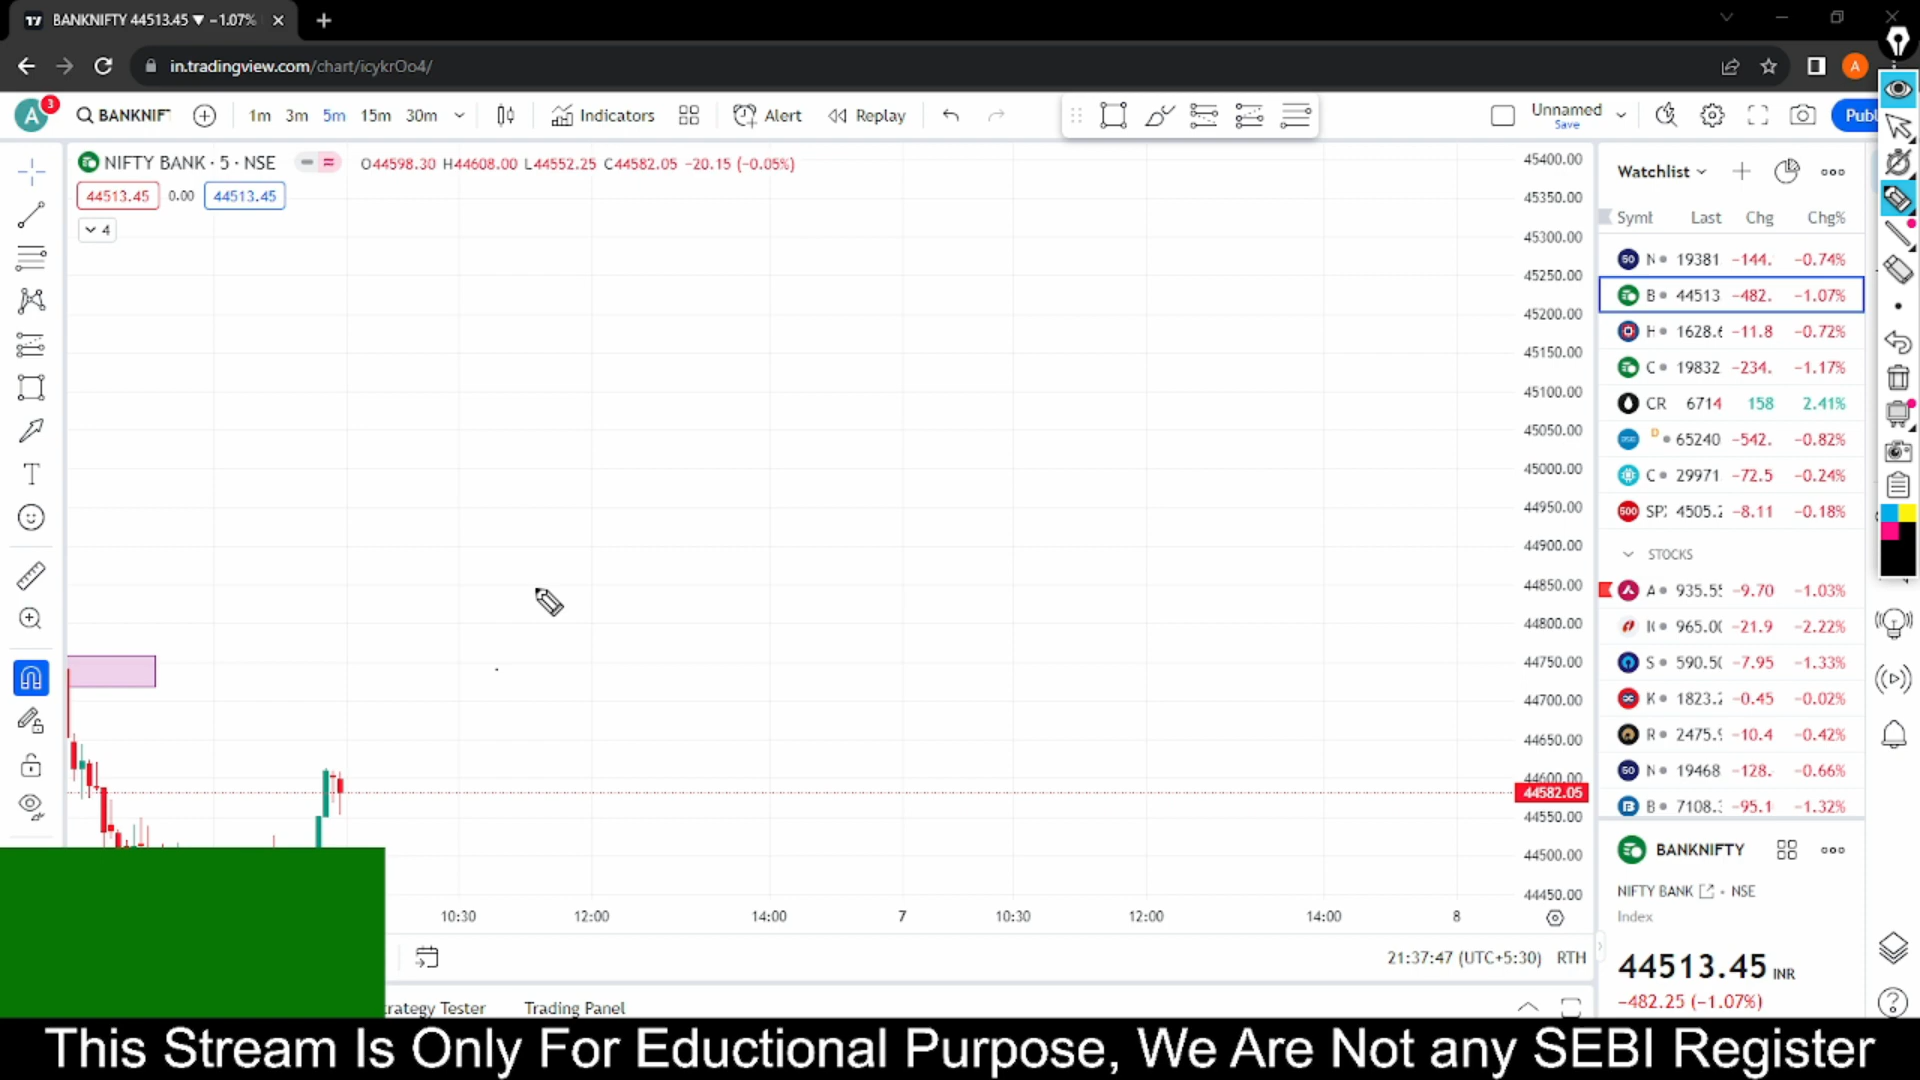 BANKNIFTY 44513.45 ▼ −1.07%
in.tradingview.com/chart/icykrOo4/
A
A 3 BANKNIF 1m 3m 5m 15m 30m Indicators Alert Replay Unnamed Save Publ
NIFTY BANK · 5 · NSE O44598.30 H44608.00 L44552.25 C44582.05 −20.15 (−0.05%)
44513.45 0.00 44513.45
4
45400.00
45350.00
45300.00
45250.00
45200.00
45150.00
45100.00
45050.00
45000.00
44950.00
44900.00
44850.00
44800.00
44750.00
44700.00
44650.00
44600.00
44582.05
44550.00
44500.00
44450.00
10:30 12:00 14:00 7 10:30 12:00 14:00 8
21:37:47 (UTC+5:30) RTH
rategy Tester Trading Panel
Watchlist
Last Chg Chg%
50 N 19381 −144. −0.74%
B 44513 −482. −1.07%
H 1628.6 −11.8 −0.72%
C 19832 −234. −1.17%
CR 6714 158 2.41%
D 65240 −542. −0.82%
C 29971 −72.5 −0.24%
500 SP 4505.2 −8.11 −0.18%
STOCKS
A 935.55 −9.70 −1.03%
965.00 −21.9 −2.22%
S 590.50 −7.95 −1.33%
K 1823.2 −0.45 −0.02%
R 2475.9 −10.4 −0.42%
50 N 19468 −128. −0.66%
B 7108. −95.1 −1.32%
BANKNIFTY
NIFTY BANK NSE
Index
44513.45 INR
−482.25 (−1.07%)
This Stream Is Only For Eductional Purpose, We Are Not any SEBI Register